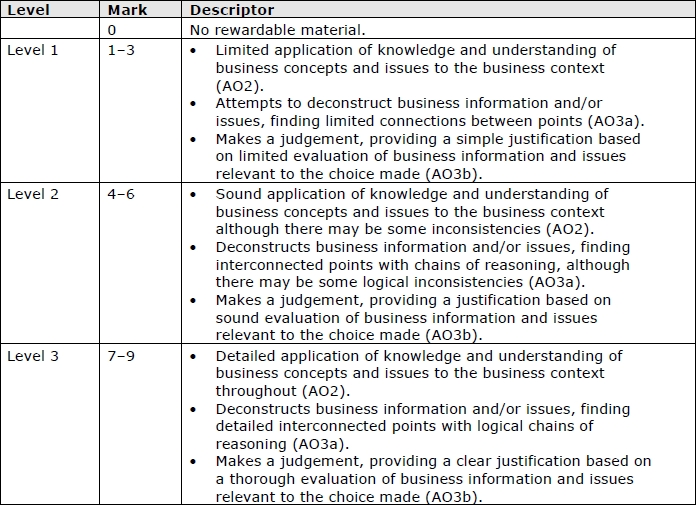 Level Mark Descriptor
0 No rewardable material.
Level 1 1–3 • Limited application of knowledge and understanding of
business concepts and issues to the business context
(AO2).
• Attempts to deconstruct business information and/or
issues, finding limited connections between points (AO3a).
• Makes a judgement, providing a simple justification based
on limited evaluation of business information and issues
relevant to the choice made (AO3b).
Level 2 4–6 • Sound application of knowledge and understanding of
business concepts and issues to the business context
although there may be some inconsistencies (AO2).
• Deconstructs business information and/or issues, finding
interconnected points with chains of reasoning, although
there may be some logical inconsistencies (AO3a).
• Makes a judgement, providing a justification based on
sound evaluation of business information and issues
relevant to the choice made (AO3b).
Level 3 7–9 • Detailed application of knowledge and understanding of
business concepts and issues to the business context
throughout (AO2).
• Deconstructs business information and/or issues, finding
detailed interconnected points with logical chains of
reasoning (AO3a).
• Makes a judgement, providing a clear justification based on
a thorough evaluation of business information and issues
relevant to the choice made (AO3b).